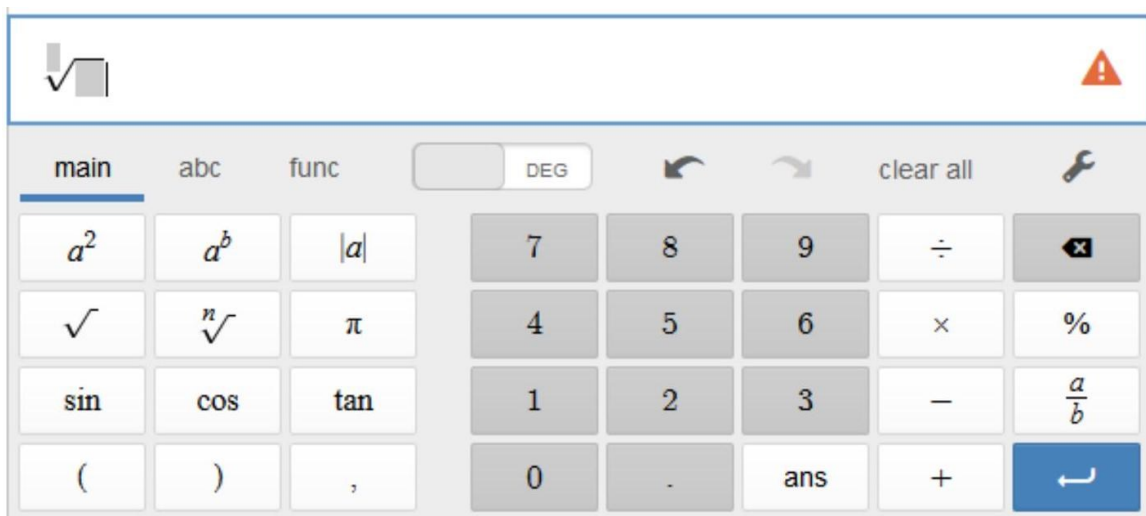 √
main abc func DEG clear all
a² aᵇ |a| 7 8 9 ÷
√ ⁿ√ π 4 5 6 × %
sin cos tan 1 2 3 − a/b
( ) , 0 . ans +